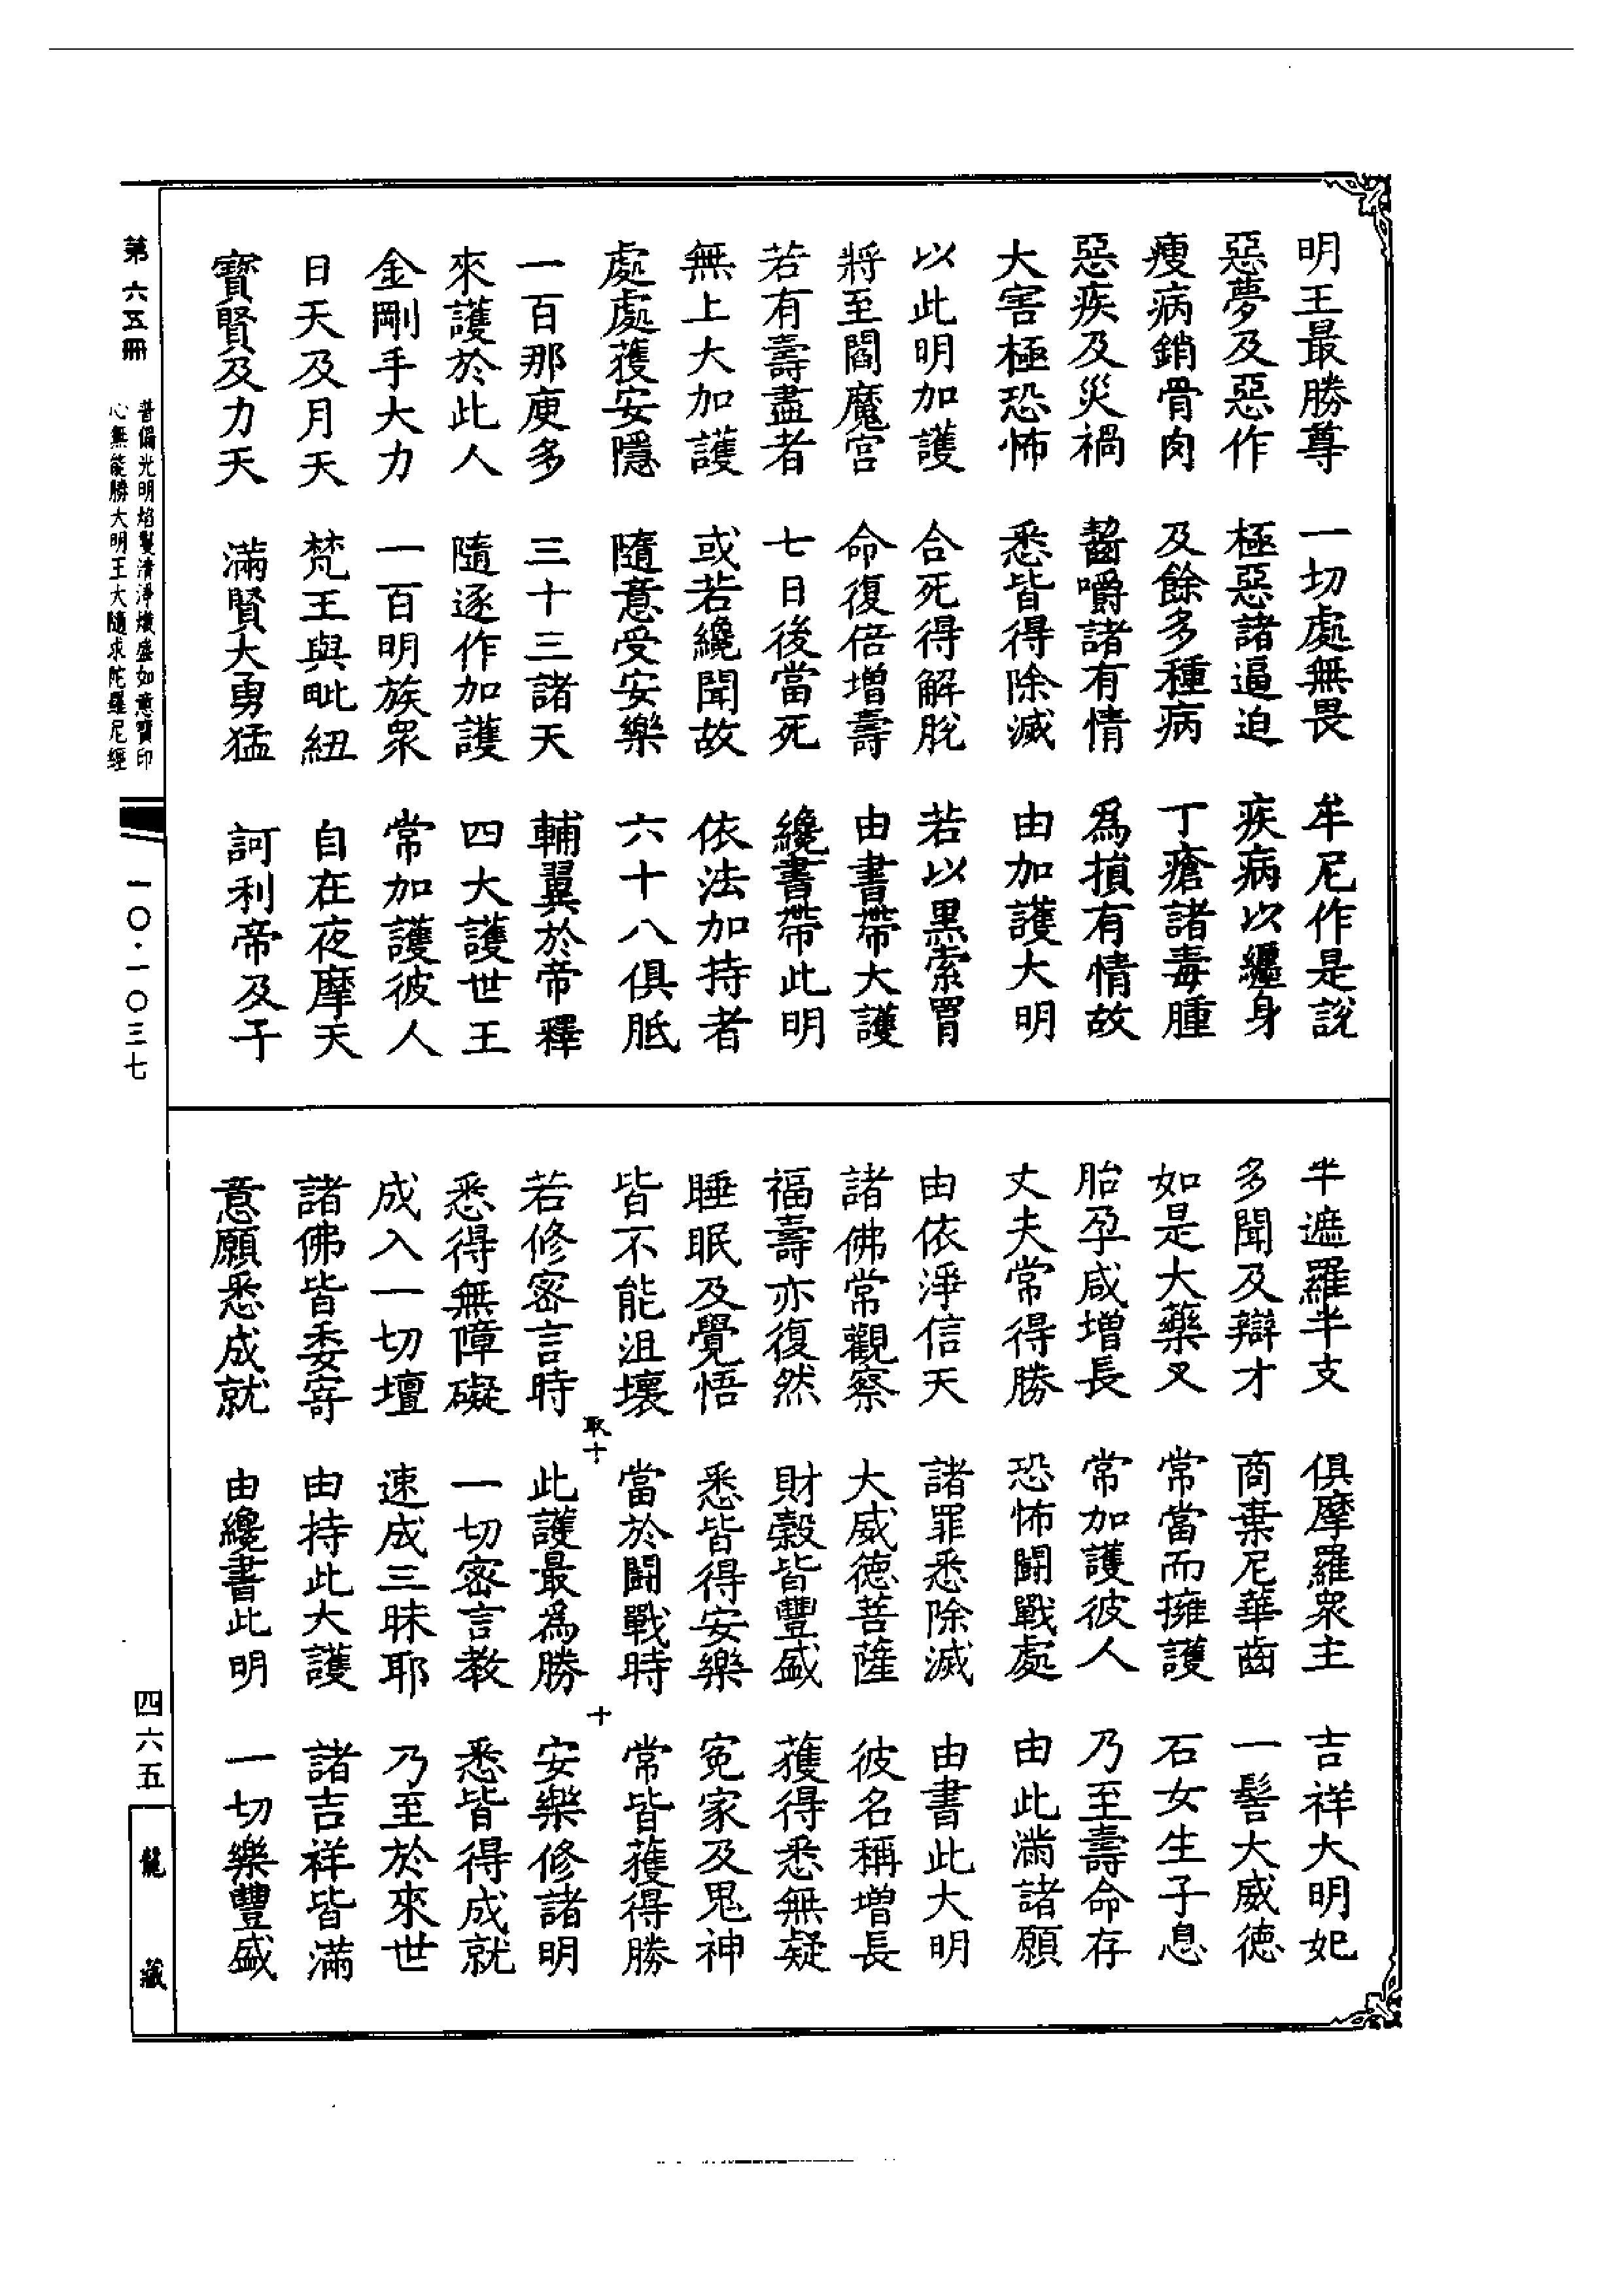 明王最勝尊　一切處無畏　牟尼作是說
惡夢及惡作　極惡諸逼迫　疾病以纏身
瘦病銷骨肉　及餘多種病　丁瘡諸毒腫
惡疾及災禍　齧嚼諸有情　為損有情故
大害極恐怖　悉皆得除滅　由加護大明
以此明加護　合死得解脫　若以黑索罥
將至閻魔宮　命復倍增壽　由書帶大護
若有壽盡者　七日後當死　纔書帶此明
無上大加護　或若纔聞故　依法加持者
處處獲安隱　隨意受安樂　六十八俱胝
一百那庾多　三十三諸天　輔翼於帝釋
來護於此人　隨逐作加護　四大護世王
金剛手大力　一百明族眾　常加護彼人
日天及月天　梵王與毗紐　自在夜摩天
寶賢及力天　滿賢大勇猛　訶利帝及子
半遮羅半支　俱摩羅眾主　吉祥大明妃
多聞及辯才　商棄尼華齒　一髻大威德
如是大藥叉　常當而擁護　石女生子息
胎孕咸增長　常加護彼人　乃至壽命存
丈夫常得勝　恐怖鬪戰處　由此滿諸願
由依淨信天　諸罪悉除滅　由書此大明
諸佛常觀察　大威德菩薩　彼名稱增長
福壽亦復然　財穀皆豐盛　獲得悉無疑
睡眠及覺悟　悉皆得安樂　冤家及鬼神
皆不能沮壞　當於鬪戰時　常皆獲得勝
取十　十
若修密言時　此護最為勝　安樂修諸明
悉得無障礙　一切密言教　悉皆得成就
成入一切壇　速成三昧耶　乃至於來世
諸佛皆委寄　由持此大護　諸吉祥皆滿
意願悉成就　由纔書此明　一切樂豐盛
第六五冊
普徧光明焰鬘清淨熾盛如意寶印
心無能勝大明王大隨求陀羅尼經
一〇·一〇三七
四六五
龍藏